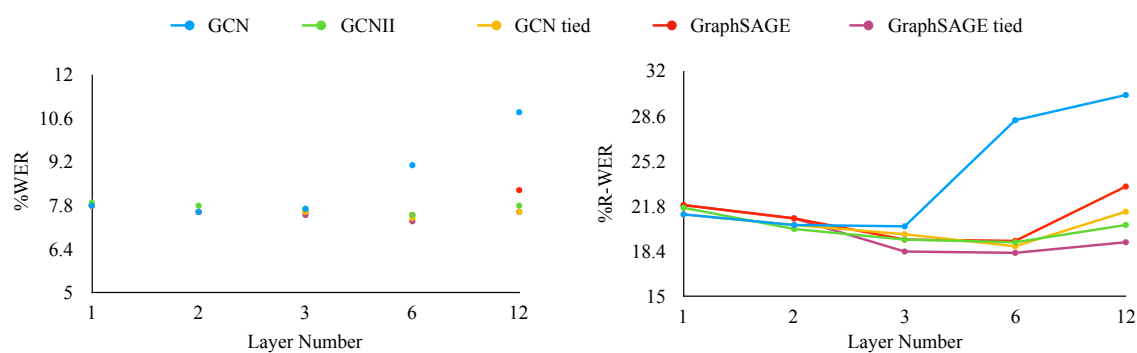 GCN GCNII GCN tied GraphSAGE GraphSAGE tied
%WER
12
10.6
9.2
7.8
6.4
5
1 2 3 6 12
Layer Number
%R-WER
32
28.6
25.2
21.8
18.4
15
1 2 3 6 12
Layer Number